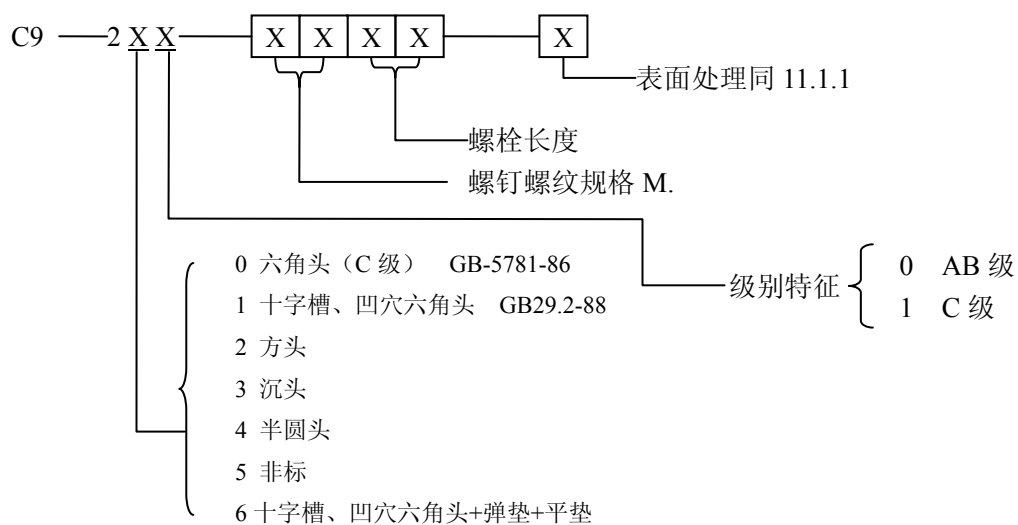 C9 2 X X X X X X X
表面处理同 11.1.1
螺栓长度
螺钉螺纹规格 M.
0 六角头（C 级） GB-5781-86
1 十字槽、凹穴六角头 GB29.2-88
2 方头
3 沉头
4 半圆头
5 非标
6 十字槽、凹穴六角头+弹垫+平垫
级别特征
0 AB 级
1 C 级